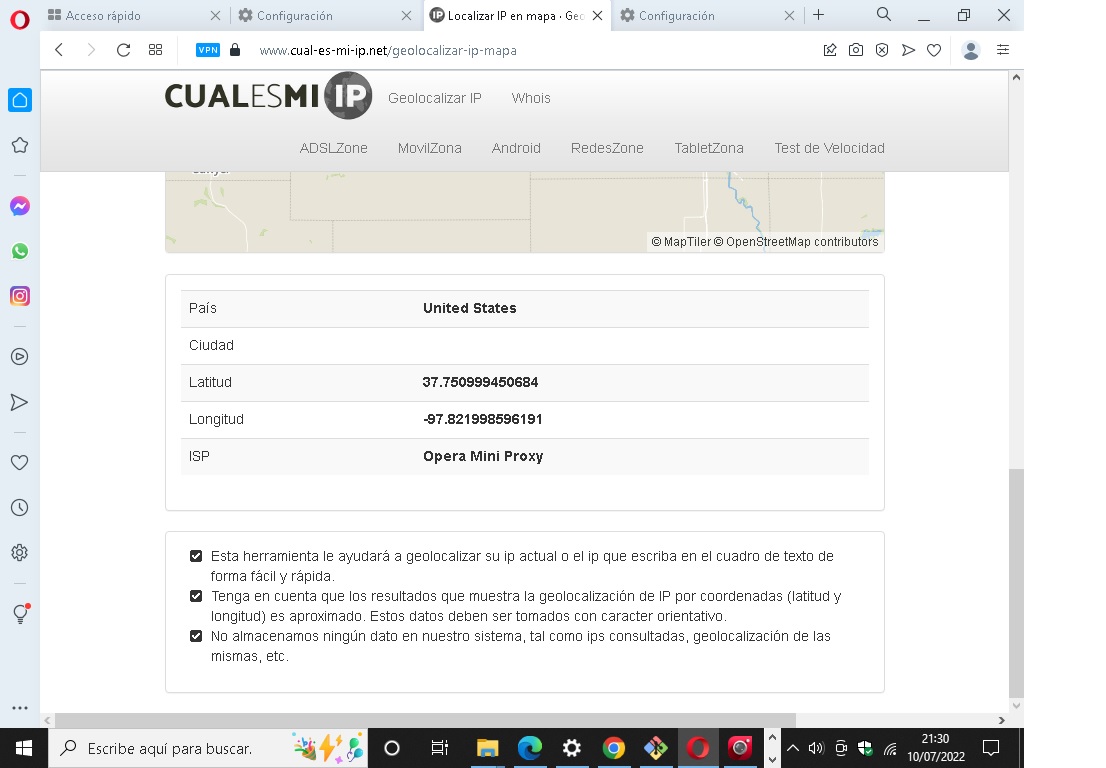 Acceso rápido
Configuración
Localizar IP en mapa · Geo
Configuración
VPN
www.cual-es-mi-ip.net/geolocalizar-ip-mapa
CUALESMI IP
Geolocalizar IP
Whois
ADSLZone
MovilZona
Android
RedesZone
TabletZona
Test de Velocidad
© MapTiler © OpenStreetMap contributors
País United States
Ciudad
Latitud 37.750999450684
Longitud -97.821998596191
ISP Opera Mini Proxy
Esta herramienta le ayudará a geolocalizar su ip actual o el ip que escriba en el cuadro de texto de
forma fácil y rápida.
Tenga en cuenta que los resultados que muestra la geolocalización de IP por coordenadas (latitud y
longitud) es aproximado. Estos datos deben ser tomados con caracter orientativo.
No almacenamos ningún dato en nuestro sistema, tal como ips consultadas, geolocalización de las
mismas, etc.
Escribe aquí para buscar.
21:30
10/07/2022